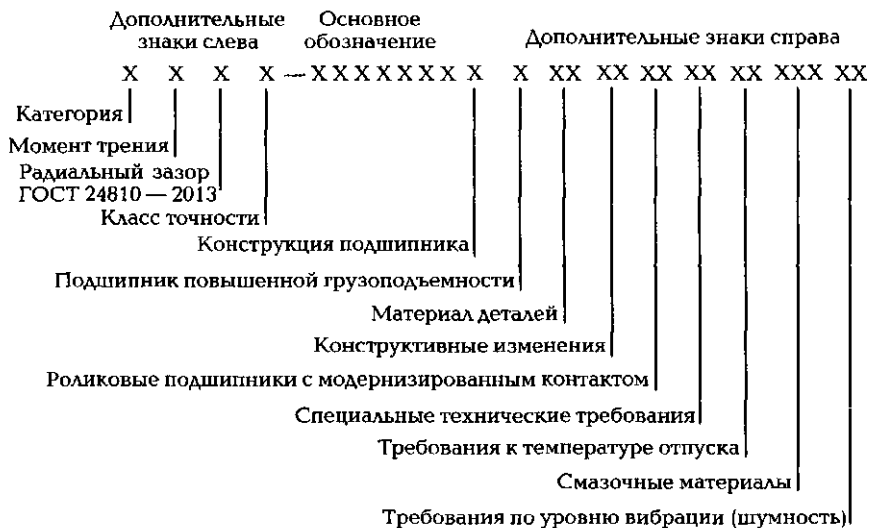 Дополнительные знаки слева
Основное обозначение
Дополнительные знаки справа
X X X X — XXXXXXX X X XX XX XX XX XX XXX XX
Категория
Момент трения
Радиальный зазор
ГОСТ 24810 — 2013
Класс точности
Конструкция подшипника
Подшипник повышенной грузоподъемности
Материал деталей
Конструктивные изменения
Роликовые подшипники с модернизированным контактом
Специальные технические требования
Требования к температуре отпуска
Смазочные материалы
Требования по уровню вибрации (шумность)